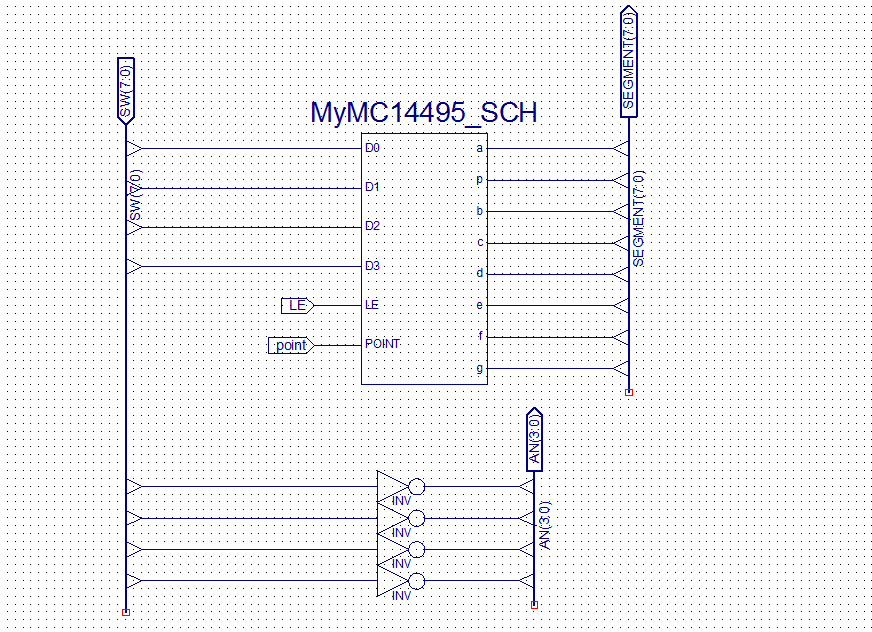 SEGMENT(7:0)
SW(7:0)
MyMC14495_SCH
D0
a
D1
p
SW(7:0)
b
SEGMENT(7:0)
D2
c
D3
d
LE
LE
e
point
POINT
f
g
AN(3:0)
INV
AN(3:0)
INV
INV
INV